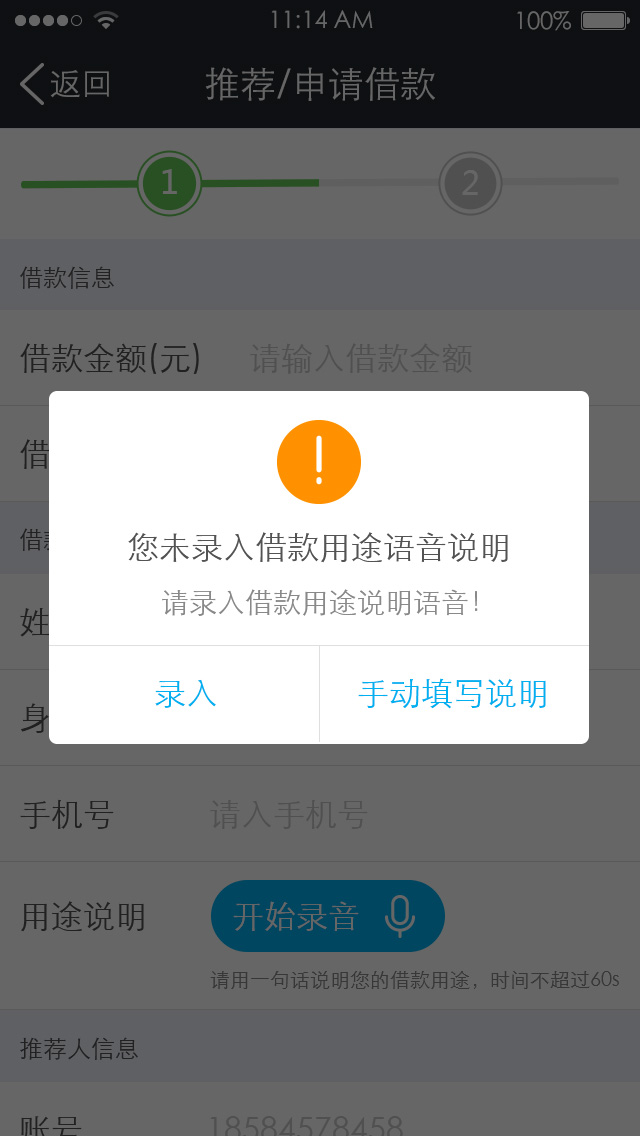 11:14 AM
100%
返回
推荐/申请借款
1
2
借款信息
借款金额(元)
请输入借款金额
借
借款
您未录入借款用途语音说明
请录入借款用途说明语音！
姓
录入
手动填写说明
身
手机号
请入手机号
用途说明
开始录音
请用一句话说明您的借款用途，时间不超过60s
推荐人信息
账号
18584578458